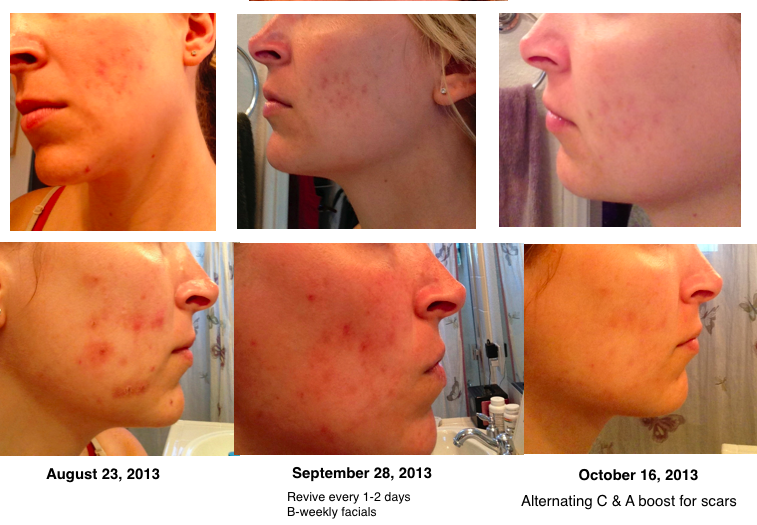 August 23, 2013
September 28, 2013
October 16, 2013
Revive every 1-2 days
B-weekly facials
Alternating C & A boost for scars